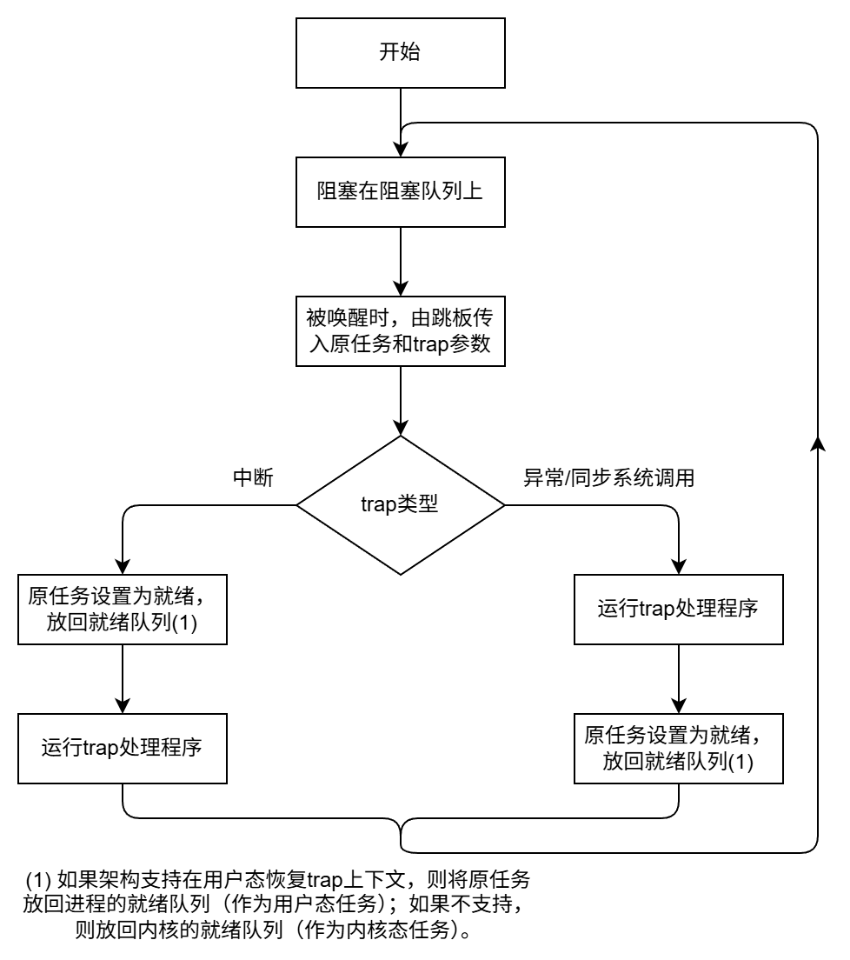 开始
阻塞在阻塞队列上
被唤醒时，由跳板传
入原任务和trap参数
中断
异常/同步系统调用
trap类型
原任务设置为就绪，
放回就绪队列(1)
运行trap处理程序
运行trap处理程序
原任务设置为就绪，
放回就绪队列(1)
(1) 如果架构支持在用户态恢复trap上下文，则将原任务
放回进程的就绪队列（作为用户态任务）；如果不支持，
则放回内核的就绪队列（作为内核态任务）。